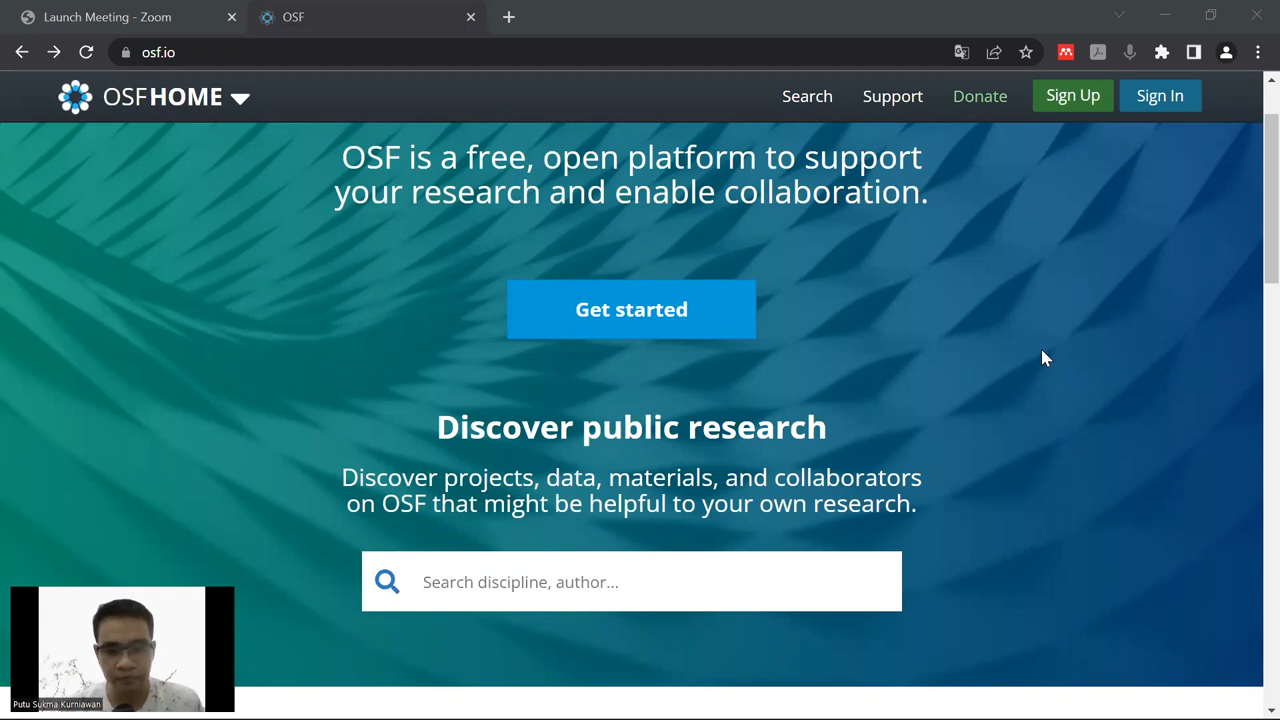 Launch Meeting - Zoom
OSF
osf.io
OSFHOME
Search
Support
Donate
Sign Up
Sign In
OSF is a free, open platform to support
your research and enable collaboration.
Get started
Discover public research
Discover projects, data, materials, and collaborators
on OSF that might be helpful to your own research.
Search discipline, author...
Putu Sukma Kurniawan